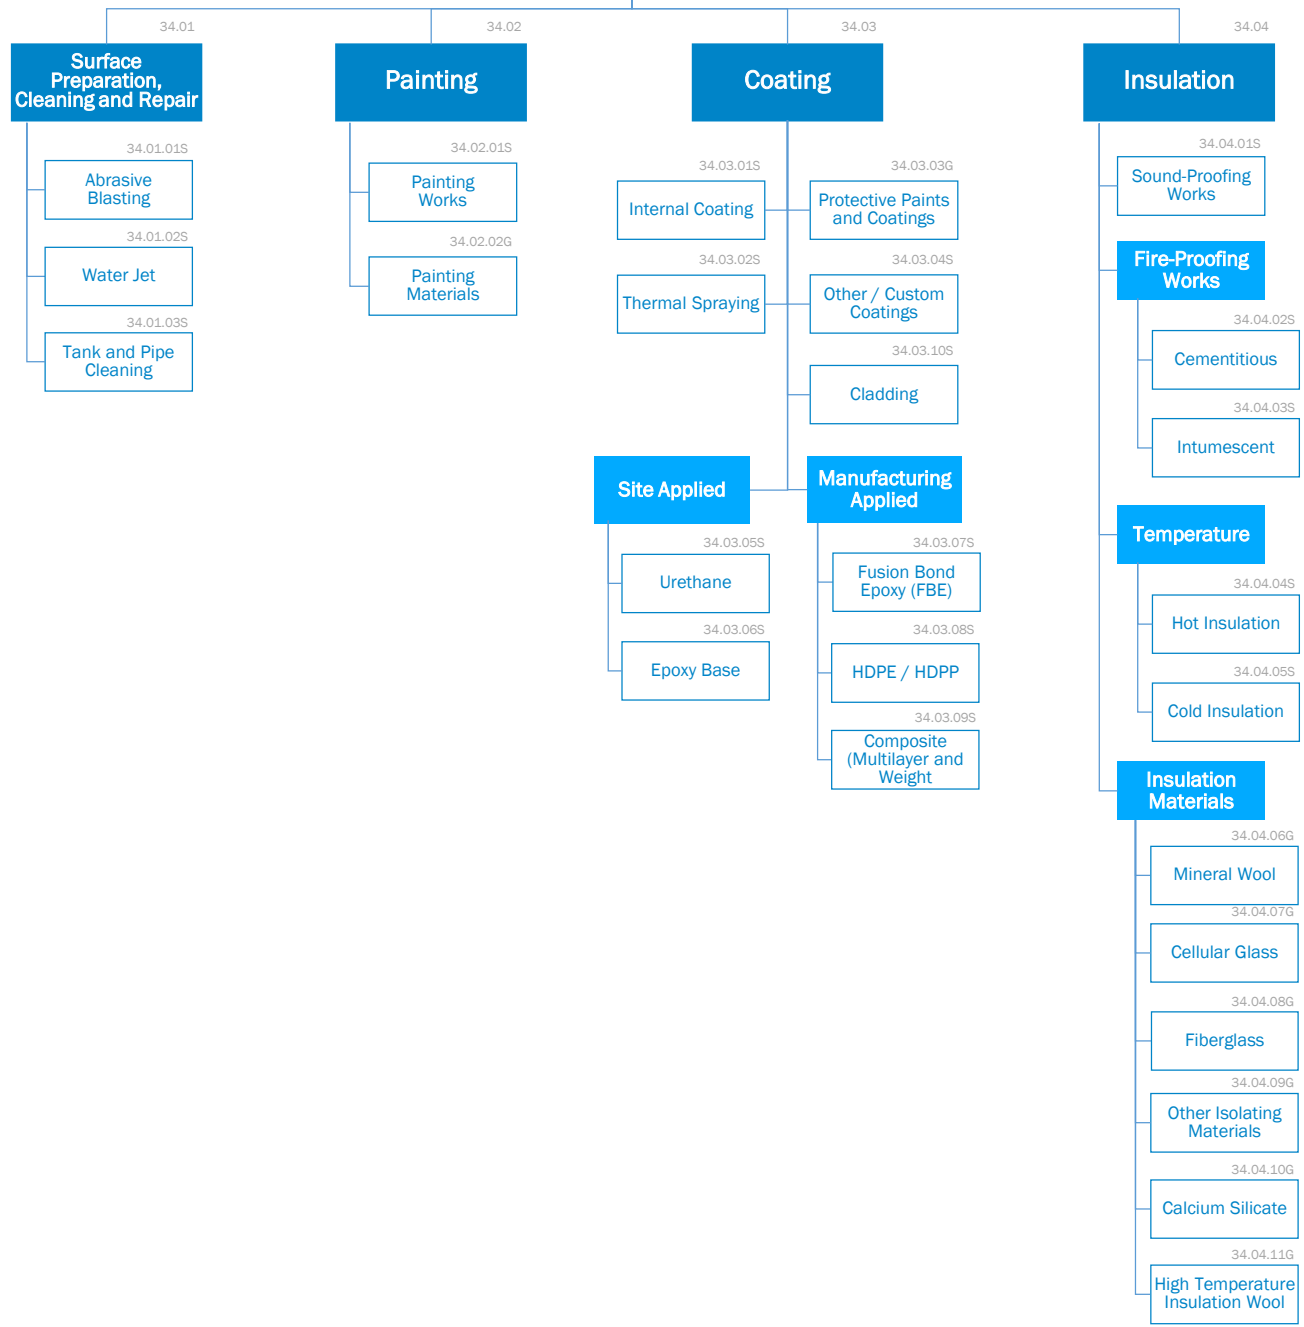 34.01
Surface
Preparation,
Cleaning and Repair
34.01.01S
Abrasive
Blasting
34.01.02S
Water Jet
34.01.03S
Tank and Pipe
Cleaning
34.02
Painting
34.02.01S
Painting
Works
34.02.02G
Painting
Materials
34.03
Coating
34.03.01S
Internal Coating
34.03.02S
Thermal Spraying
34.03.03G
Protective Paints
and Coatings
34.03.04S
Other / Custom
Coatings
34.03.10S
Cladding
Site Applied
34.03.05S
Urethane
34.03.06S
Epoxy Base
Manufacturing
Applied
34.03.07S
Fusion Bond
Epoxy (FBE)
34.03.08S
HDPE / HDPP
34.03.09S
Composite
(Multilayer and
Weight
34.04
Insulation
34.04.01S
Sound-Proofing
Works
Fire-Proofing
Works
34.04.02S
Cementitious
34.04.03S
Intumescent
Temperature
34.04.04S
Hot Insulation
34.04.05S
Cold Insulation
Insulation
Materials
34.04.06G
Mineral Wool
34.04.07G
Cellular Glass
34.04.08G
Fiberglass
34.04.09G
Other Isolating
Materials
34.04.10G
Calcium Silicate
34.04.11G
High Temperature
Insulation Wool